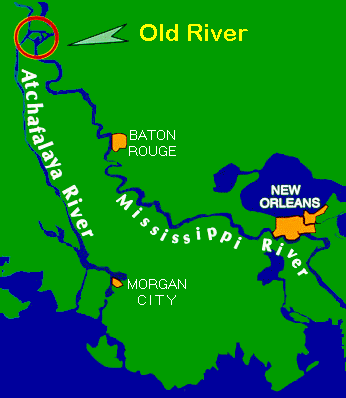 Old River
Atchafalaya River
BATON
ROUGE
Mississippi River
NEW
ORLEANS
MORGAN
CITY